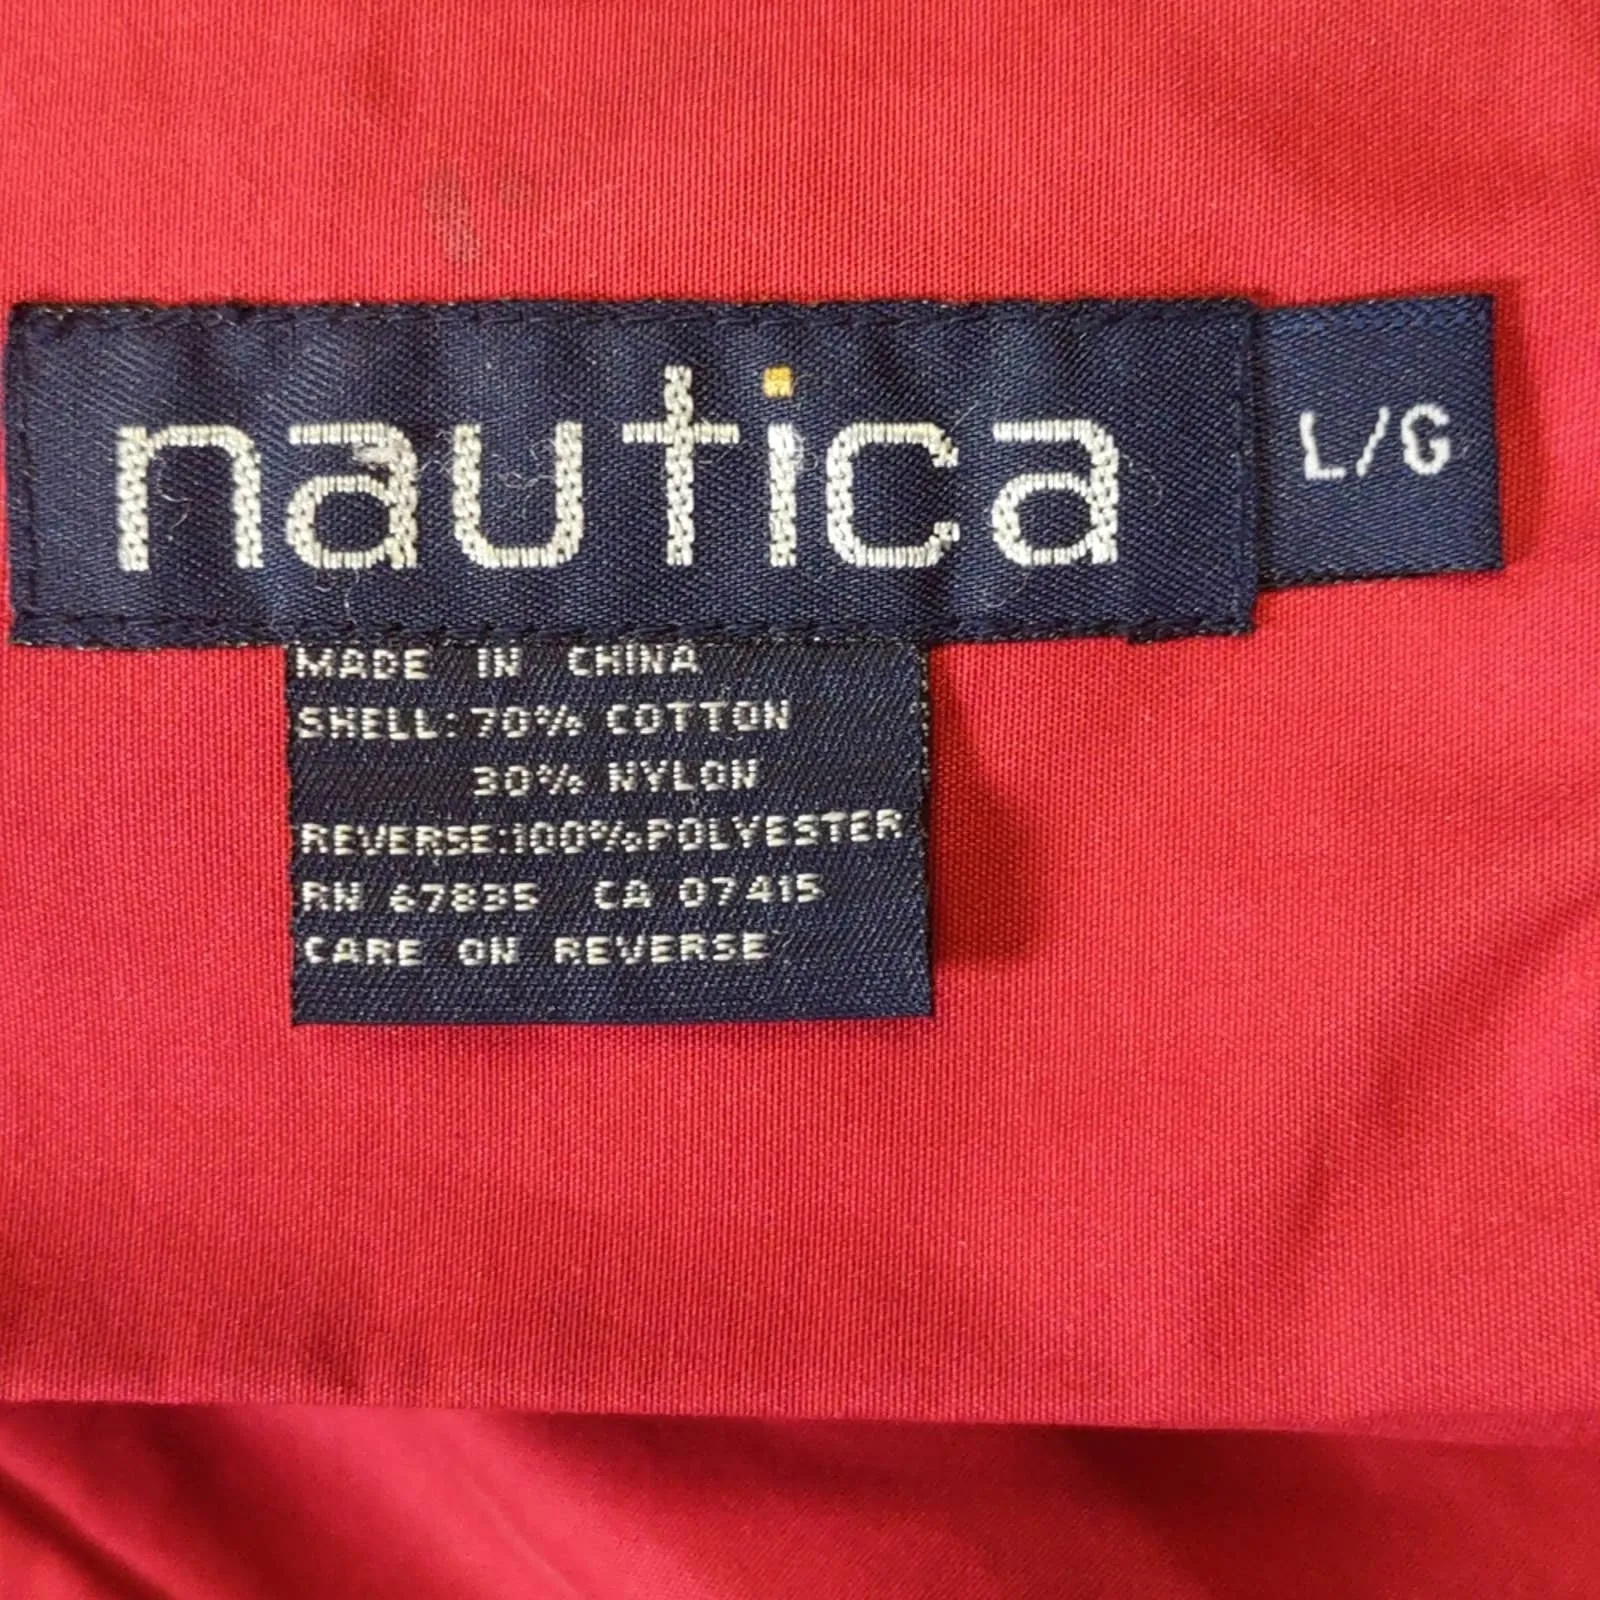 nautica
L/G
MADE IN CHINA
SHELL: 70% COTTON
30% NYLON
REVERSE:100%POLYESTER
RN 67835 CA 07415
CARE ON REVERSE